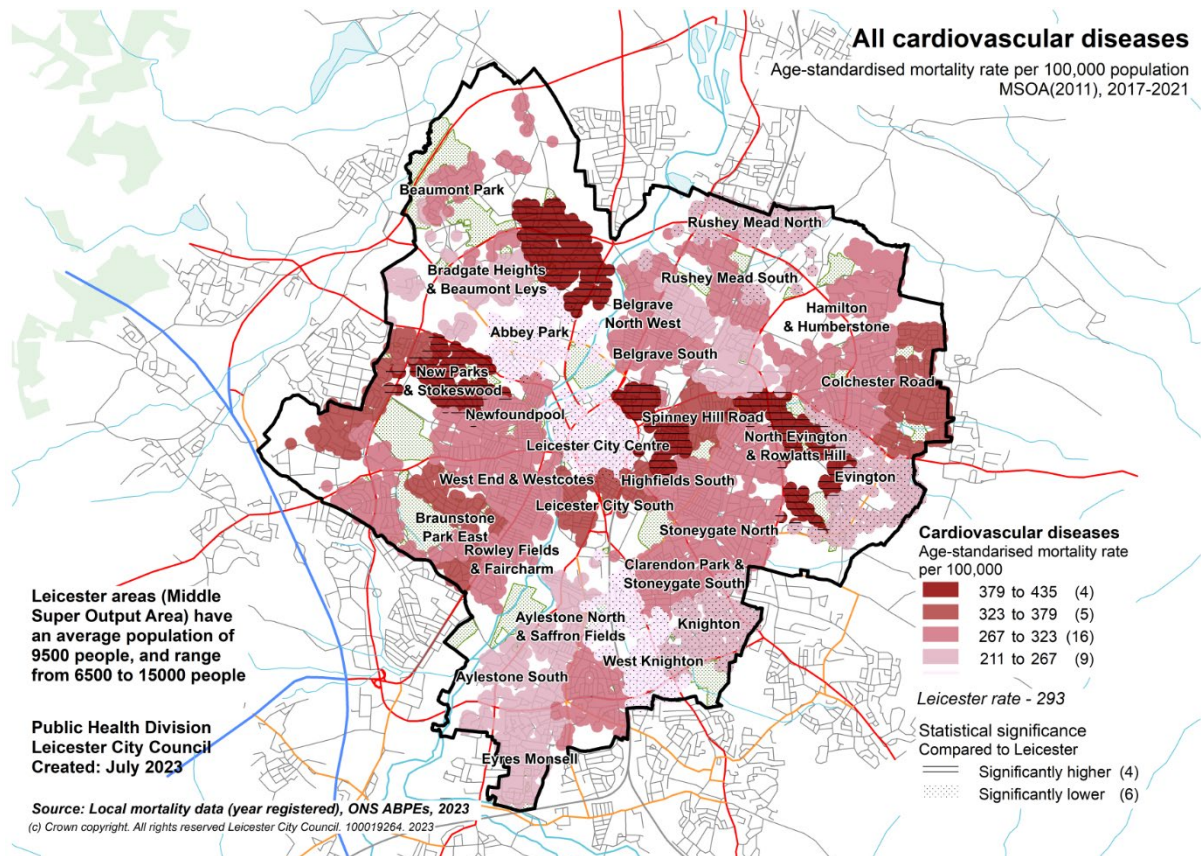 All cardiovascular diseases
Age-standardised mortality rate per 100,000 population
MSOA(2011), 2017-2021
Beaumont Park
Rushey Mead North
Bradgate Heights
& Beaumont Leys
Rushey Mead South
Belgrave
North West
Hamilton
& Humberstone
Abbey Park
Belgrave South
New Parks
& Stokeswood
Colchester Road
Newfoundpool
Spinney Hill Road
Leicester City Centre
North Evington
& Rowlatts Hill
West End & Westcotes
Highfields South
Evington
Leicester City South
Braunstone
Park East
Stoneygate North
Rowley Fields
& Faircharm
Clarendon Park &
Stoneygate South
Aylestone North
& Saffron Fields
Knighton
West Knighton
Aylestone South
Eyres Monsell
Leicester areas (Middle
Super Output Area) have
an average population of
9500 people, and range
from 6500 to 15000 people
Public Health Division
Leicester City Council
Created: July 2023
Source: Local mortality data (year registered), ONS ABPEs, 2023
(c) Crown copyright. All rights reserved Leicester City Council. 100019264. 2023
Cardiovascular diseases
Age-standarised mortality rate
per 100,000
379 to 435 (4)
323 to 379 (5)
267 to 323 (16)
211 to 267 (9)
Leicester rate - 293
Statistical significance
Compared to Leicester
Significantly higher (4)
Significantly lower (6)